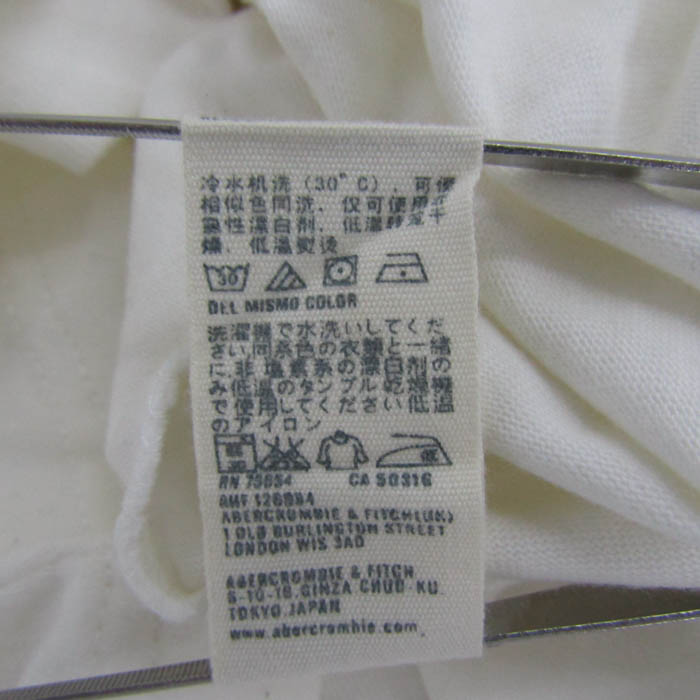 冷水机洗(30°C)、可使
相似色同洗、仅可使用非
氯性漂白剂、低温转笼干
燥、低温熨烫
30
DEL MISMO COLOR
洗濯機で水洗いしてくだ
さい同系色の衣類と一緒
に、非塩素系の漂白剤の
み低温のタンブル乾燥機
で使用してください低温
のアイロン
低
RN 75654 CA 50316
ABERCROMBIE & FITCH(UK)
1 OLD BURLINGTON STREET
LONDON W1S 3AD
ABERCROMBIE & FITCH
6-10-16, GINZA CHUO-KU,
TOKYO, JAPAN
www.abercrombie.com